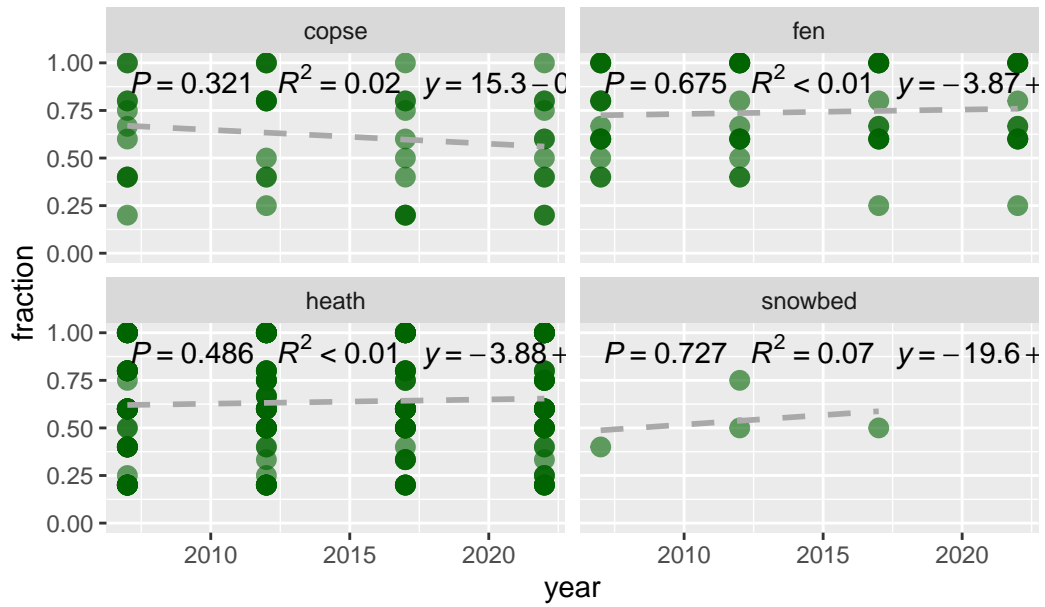 copse fen
1.00
P = 0.321 R² = 0.02 y = 15.3 − 0 P = 0.675 R² < 0.01 y = −3.87 +
0.75
0.50
0.25
0.00
fraction
heath snowbed
1.00
P = 0.486 R² < 0.01 y = −3.88 + P = 0.727 R² = 0.07 y = −19.6 +
0.75
0.50
0.25
0.00
2010 2015 2020 2010 2015 2020
year